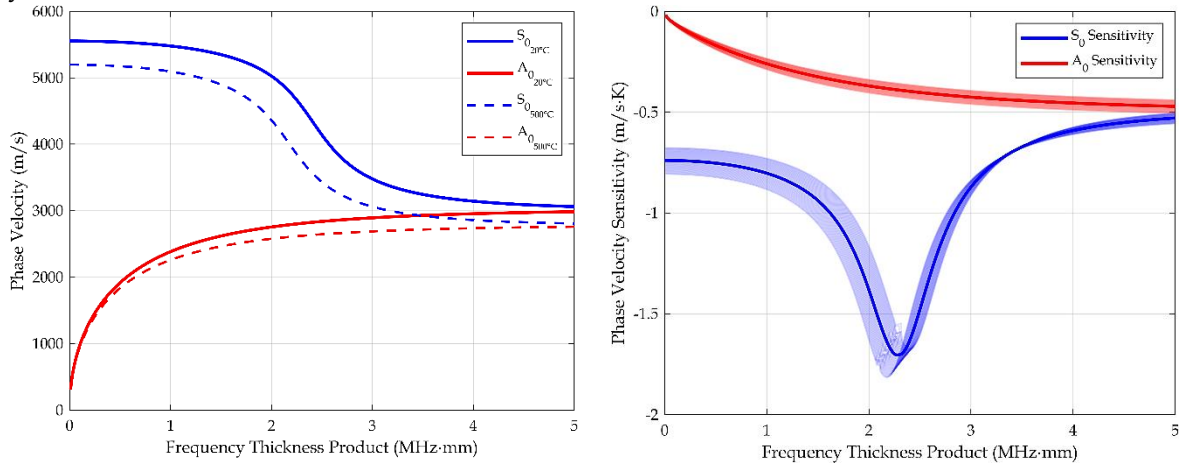 6000
5000
4000
3000
2000
1000
0
0 1 2 3 4 5
Phase Velocity (m/s)
Frequency Thickness Product (MHz·mm)
S0 20°C
A0 20°C
S0 500°C
A0 500°C
0
-0.5
-1
-1.5
-2
0 1 2 3 4 5
Phase Velocity Sensitivity (m/s·K)
Frequency Thickness Product (MHz·mm)
S0 Sensitivity
A0 Sensitivity